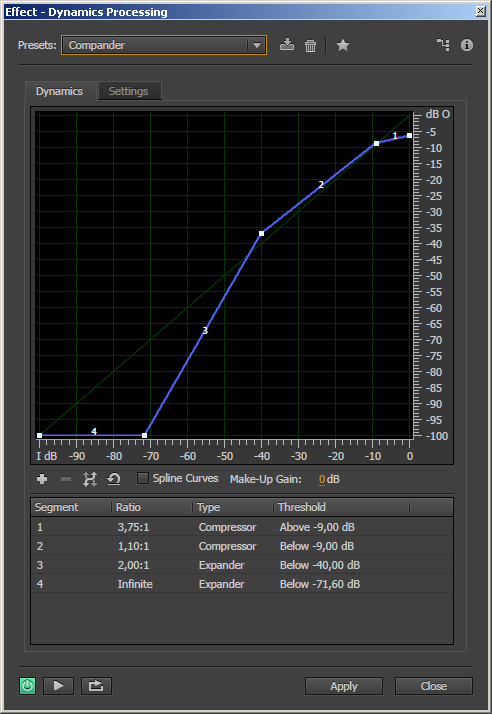 Effect - Dynamics Processing
Presets: Compander
Dynamics Settings
dB O
-5
1
-10
-15
2
-20
-25
-30
-35
-40
-45
-50
-55
-60
3
-65
-70
-75
-80
-85
-90
4
-95
-100
I dB -90 -80 -70 -60 -50 -40 -30 -20 -10 0
Spline Curves Make-Up Gain: 0 dB
Segment Ratio Type Threshold
1 3,75:1 Compressor Above -9,00 dB
2 1,10:1 Compressor Below -9,00 dB
3 2,00:1 Expander Below -40,00 dB
4 Infinite Expander Below -71,60 dB
Apply Close